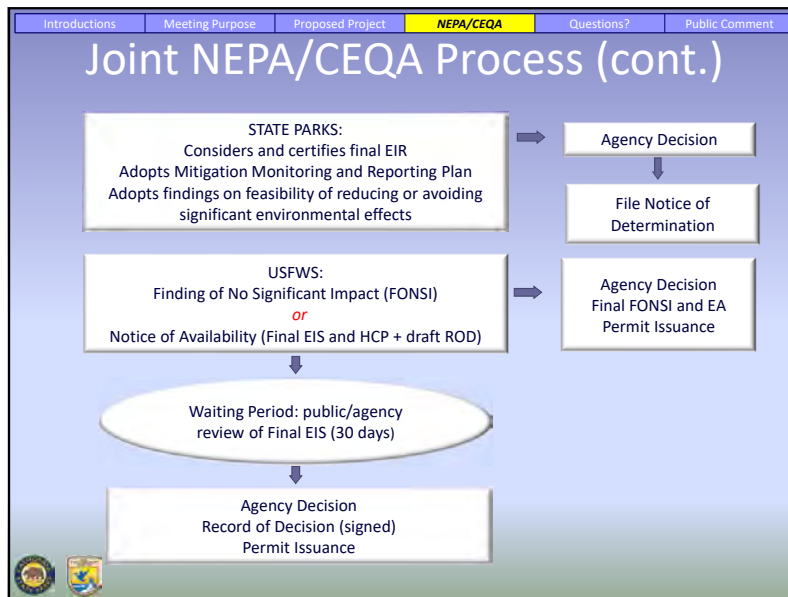 Introductions
Meeting Purpose
Proposed Project
NEPA/CEQA
Questions?
Public Comment
Joint NEPA/CEQA Process (cont.)
STATE PARKS:
Considers and certifies final EIR
Adopts Mitigation Monitoring and Reporting Plan
Adopts findings on feasibility of reducing or avoiding
significant environmental effects
Agency Decision
File Notice of
Determination
USFWS:
Finding of No Significant Impact (FONSI)
or
Notice of Availability (Final EIS and HCP + draft ROD)
Agency Decision
Final FONSI and EA
Permit Issuance
Waiting Period: public/agency
review of Final EIS (30 days)
Agency Decision
Record of Decision (signed)
Permit Issuance